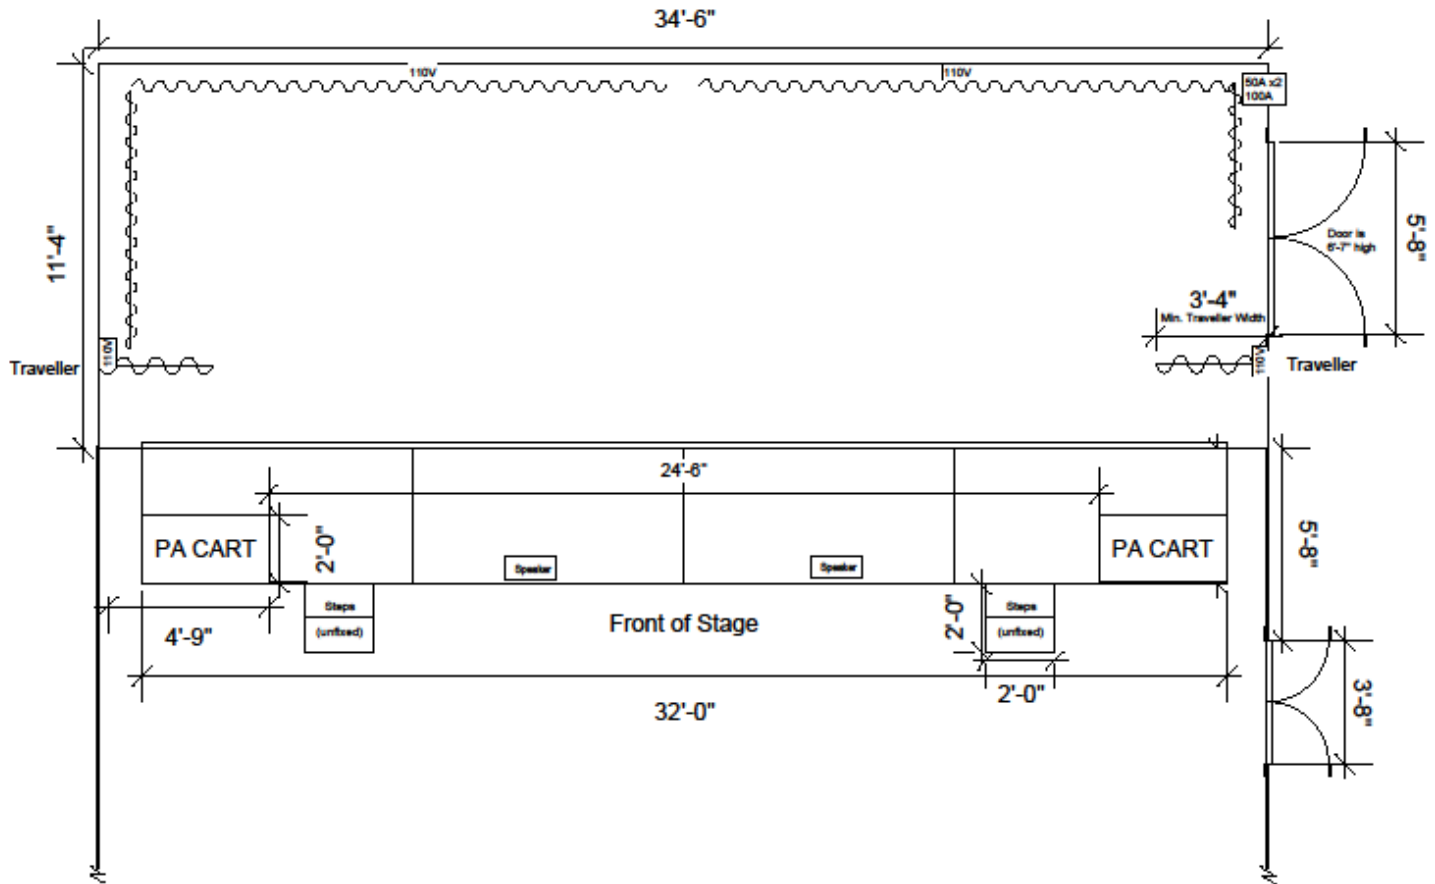 34'-6"
110V
110V
50A x2
100A
11'-4"
5'-8"
Door is
6'-7" high
3'-4"
Min. Traveller Width
110V
110V
Traveller
Traveller
24'-6"
PA CART
2'-0"
PA CART
5'-8"
Speaker
Speaker
Steps
(unfixed)
Front of Stage
2'-0"
Steps
(unfixed)
4'-9"
2'-0"
32'-0"
3'-8"